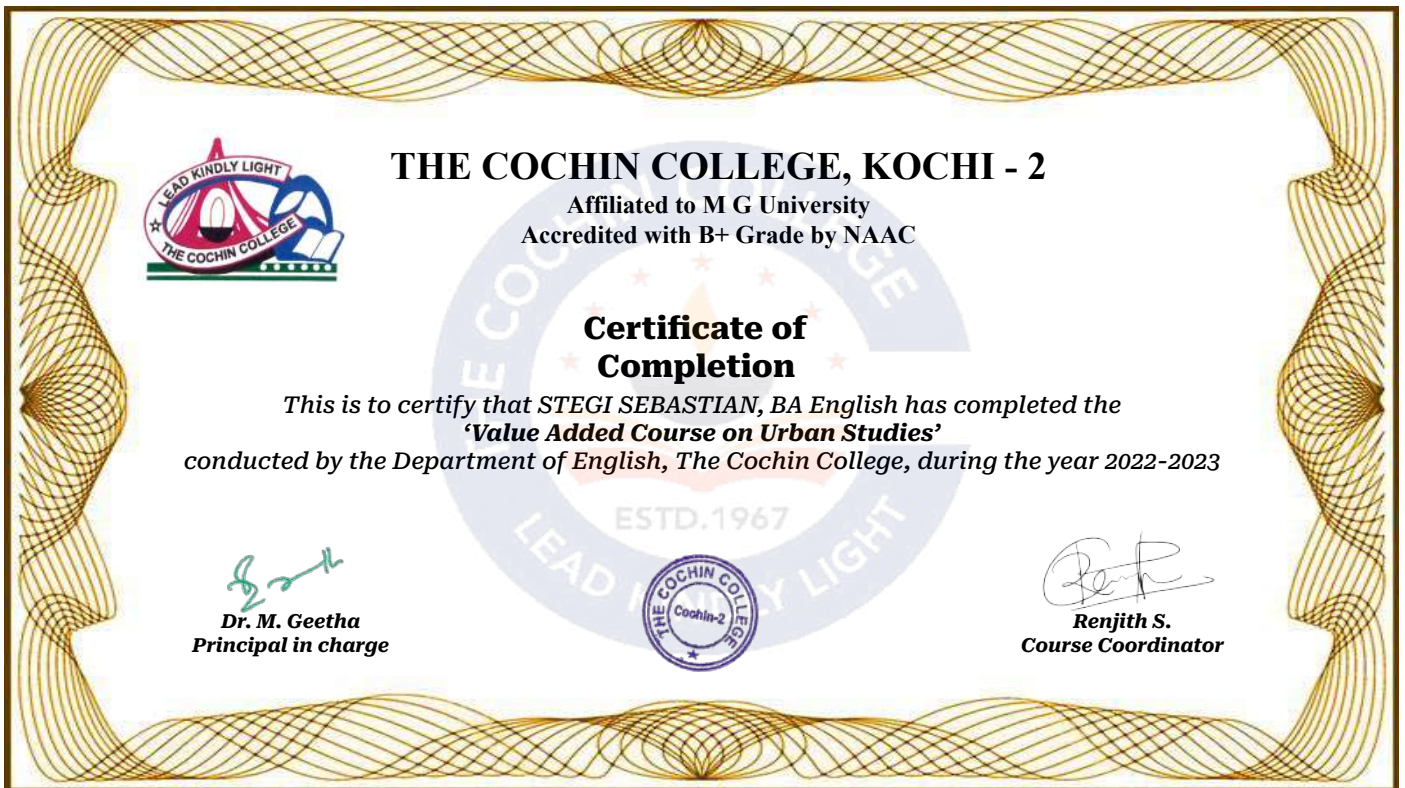 LEAD KINDLY LIGHT
THE COCHIN COLLEGE
THE COCHIN COLLEGE, KOCHI - 2
Affiliated to M G University
Accredited with B+ Grade by NAAC
THE COCHIN COLLEGE
Certificate of
Completion
This is to certify that STEGI SEBASTIAN, BA English has completed the
‘Value Added Course on Urban Studies’
conducted by the Department of English, The Cochin College, during the year 2022-2023
ESTD.1967
LEAD KINDLY LIGHT
THE COCHIN COLLEGE
Cochin-2
Dr. M. Geetha
Principal in charge
Renjith S.
Course Coordinator